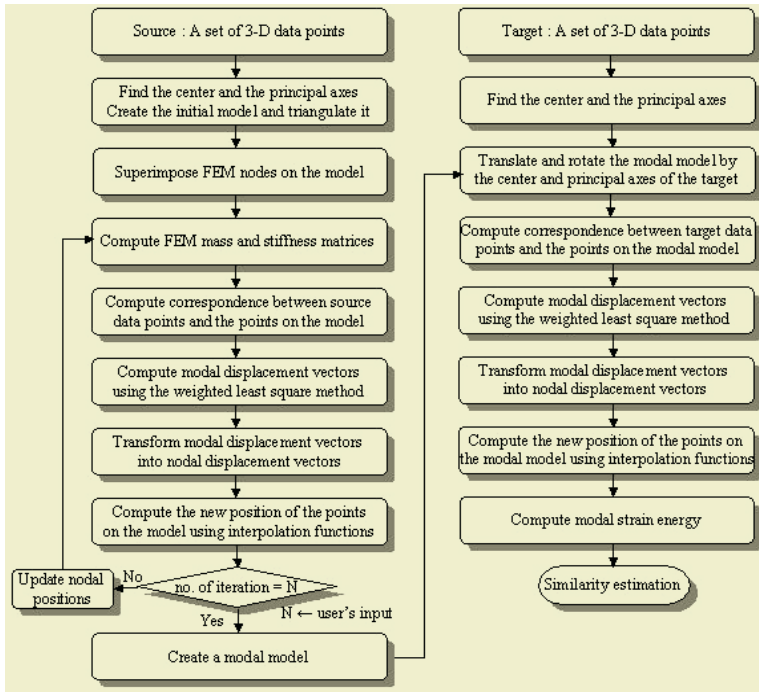 Source : A set of 3-D data points
Find the center and the principal axes
Create the initial model and triangulate it
Superimpose FEM nodes on the model
Compute FEM mass and stiffness matrices
Compute correspondence between source
data points and the points on the model
Compute modal displacement vectors
using the weighted least square method
Transform modal displacement vectors
into nodal displacement vectors
Compute the new position of the points
on the model using interpolation functions
no. of iteration = N
No
Update nodal
positions
Yes
N ← user's input
Create a modal model
Target : A set of 3-D data points
Find the center and the principal axes
Translate and rotate the modal model by
the center and principal axes of the target
Compute correspondence between target data
points and the points on the modal model
Compute modal displacement vectors
using the weighted least square method
Transform modal displacement vectors
into nodal displacement vectors
Compute the new position of the points on
the modal model using interpolation functions
Compute modal strain energy
Similarity estimation